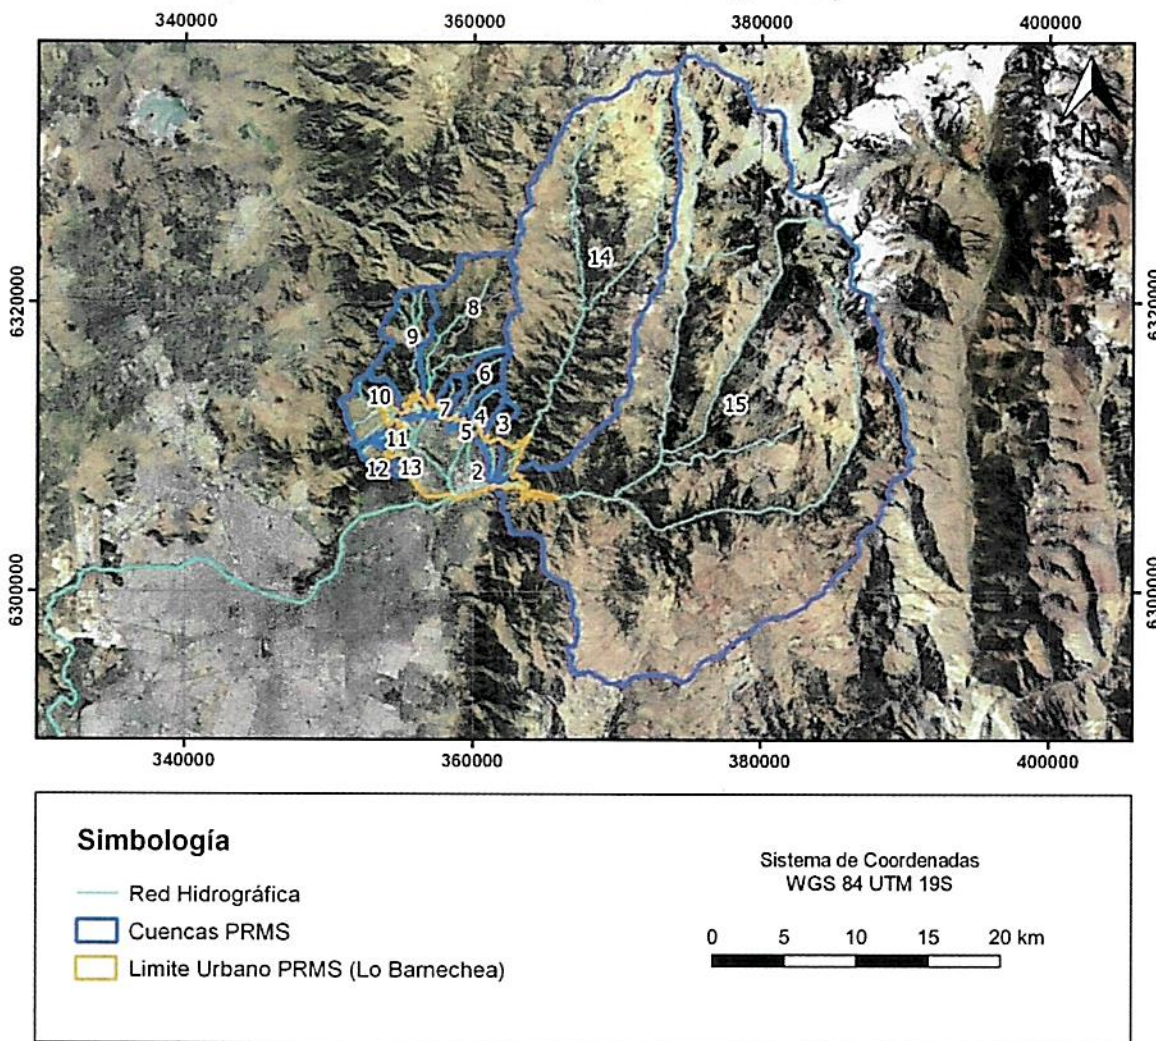 340000 360000 380000 400000
6320000 6320000
6300000 6300000
14
8
9
6
15
10
7 4 3
5
11
12 13 2
N
340000 360000 380000 400000
Simbología
Red Hidrográfica
Cuencas PRMS
Limite Urbano PRMS (Lo Barnechea)
Sistema de Coordenadas
WGS 84 UTM 19S
0 5 10 15 20 km